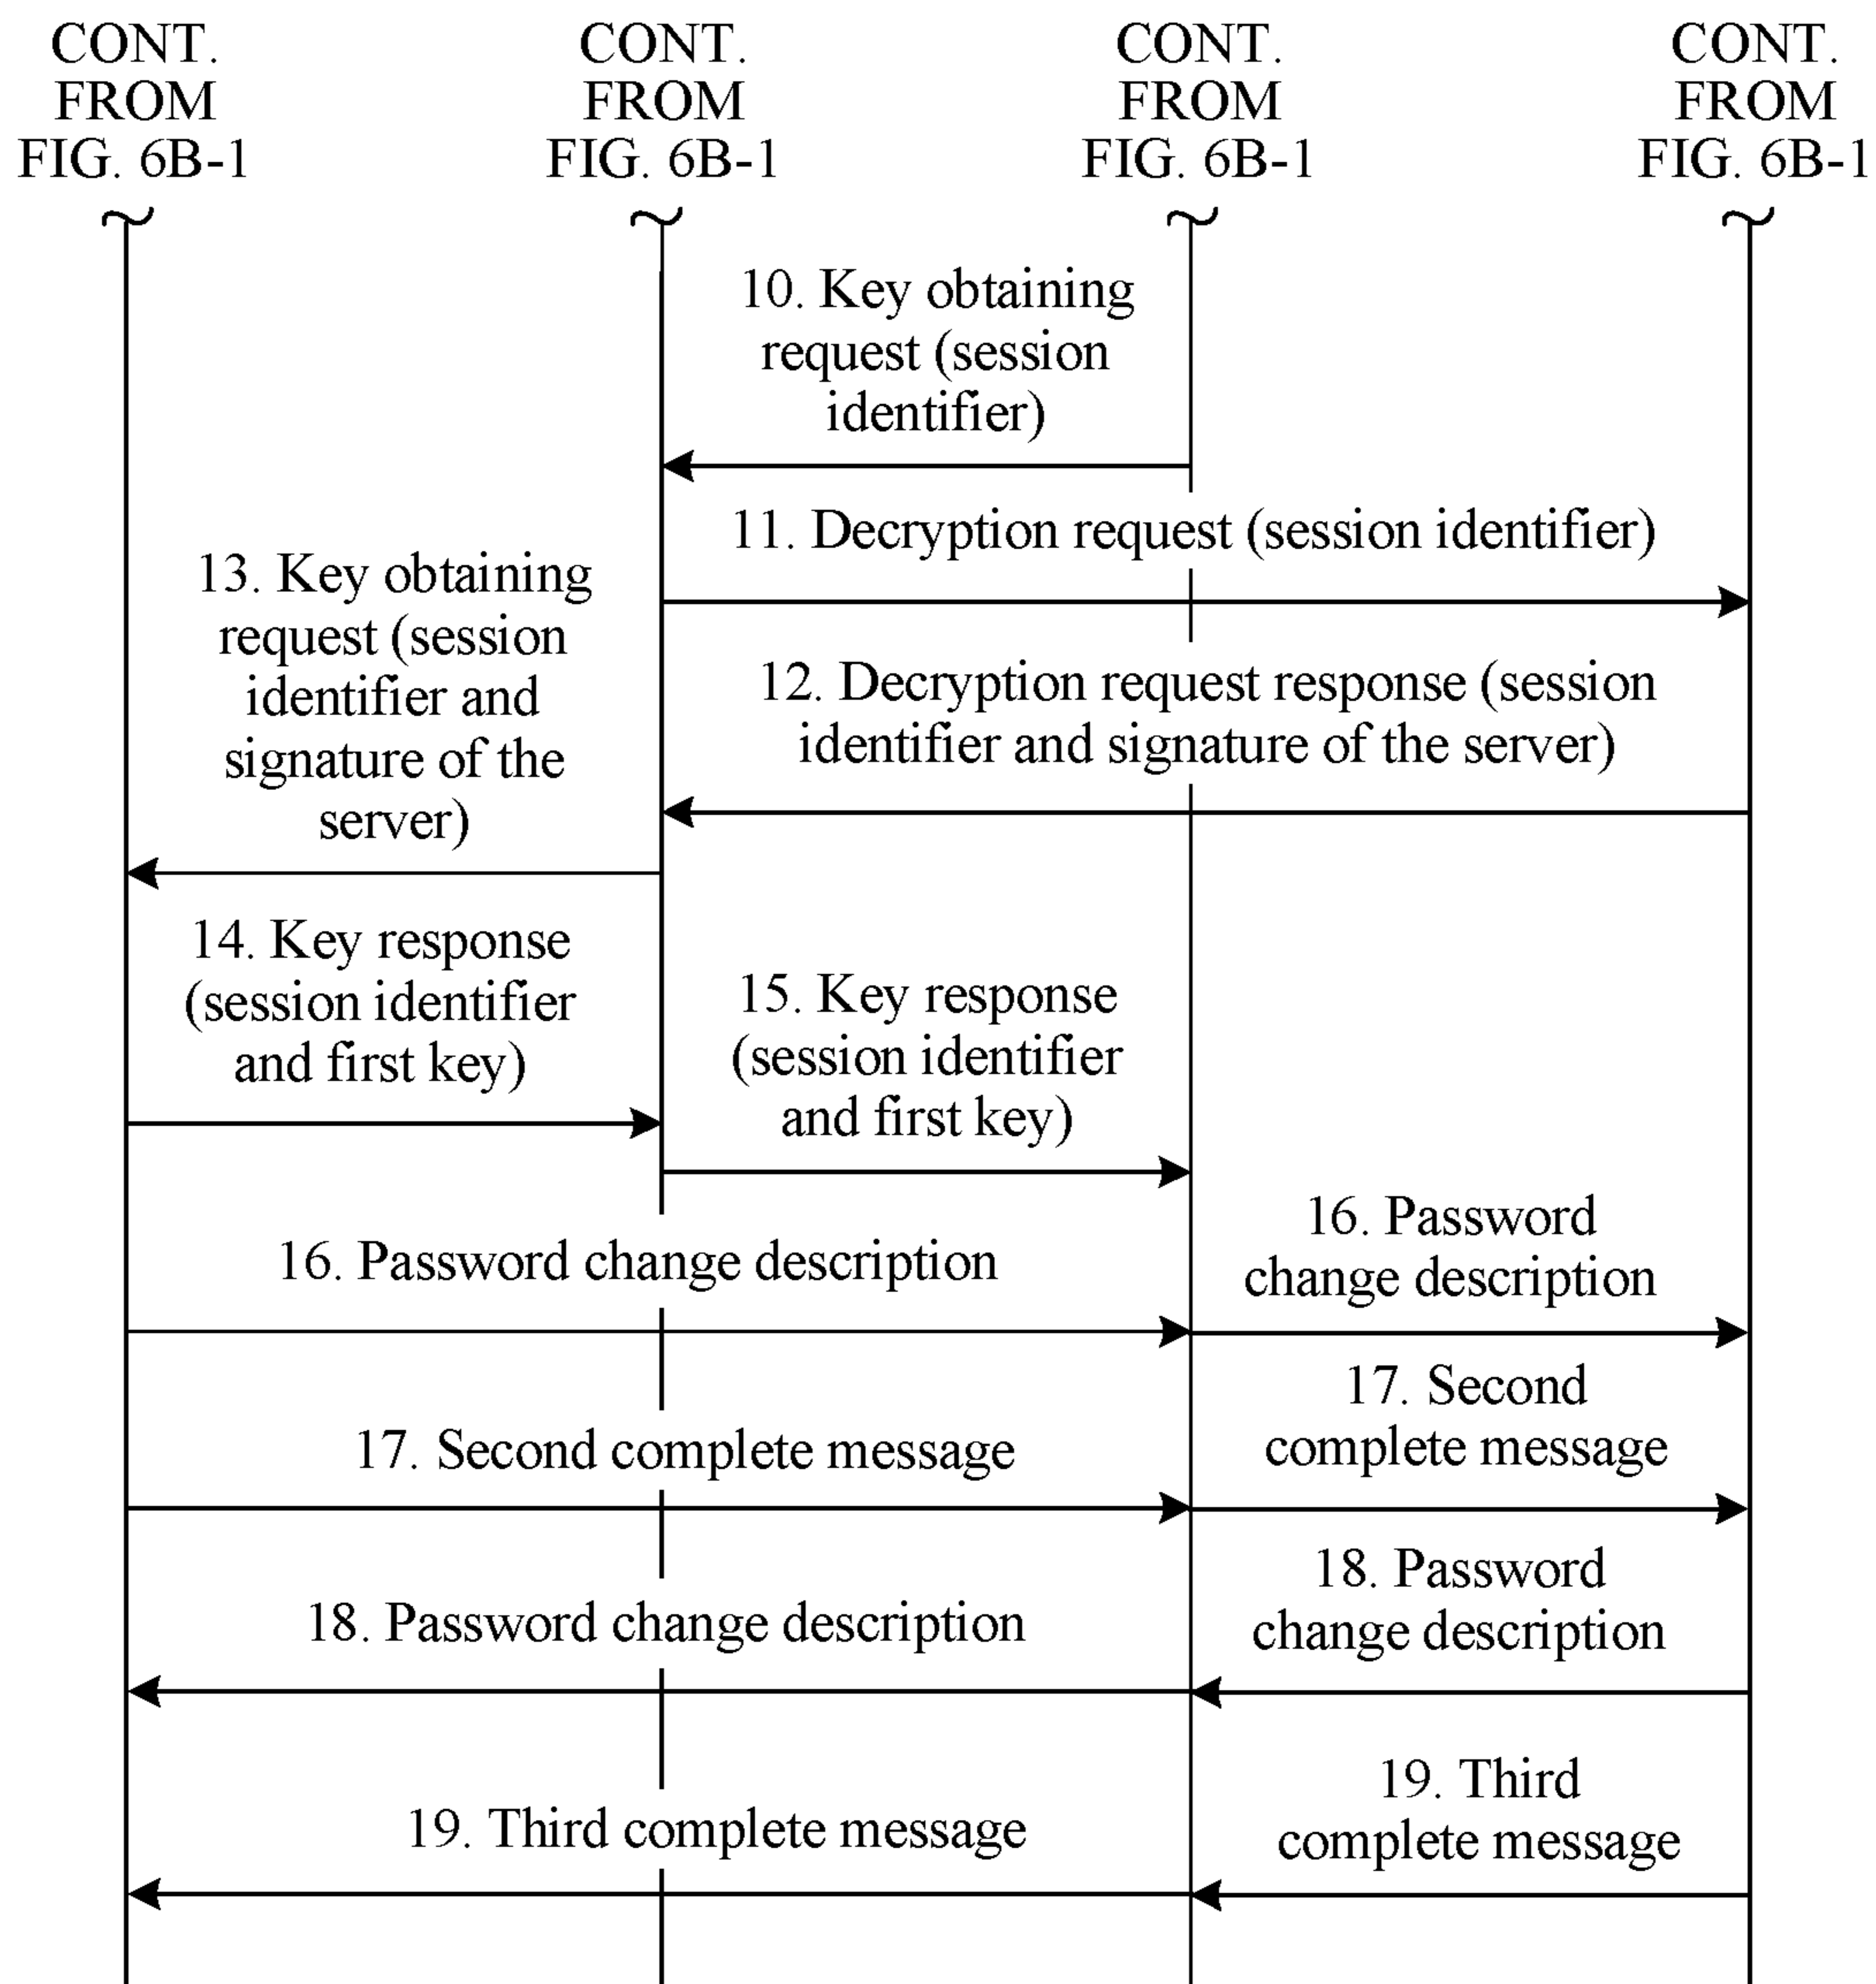 CONT.
FROM
FIG. 6B-1
CONT.
FROM
FIG. 6B-1
CONT.
FROM
FIG. 6B-1
CONT.
FROM
FIG. 6B-1
10. Key obtaining
request (session
identifier)
11. Decryption request (session identifier)
12. Decryption request response (session
identifier and signature of the server)
13. Key obtaining
request (session
identifier and
signature of the
server)
14. Key response
(session identifier
and first key)
15. Key response
(session identifier
and first key)
16. Password change description
16. Password
change description
17. Second complete message
17. Second
complete message
18. Password change description
18. Password
change description
19. Third complete message
19. Third
complete message